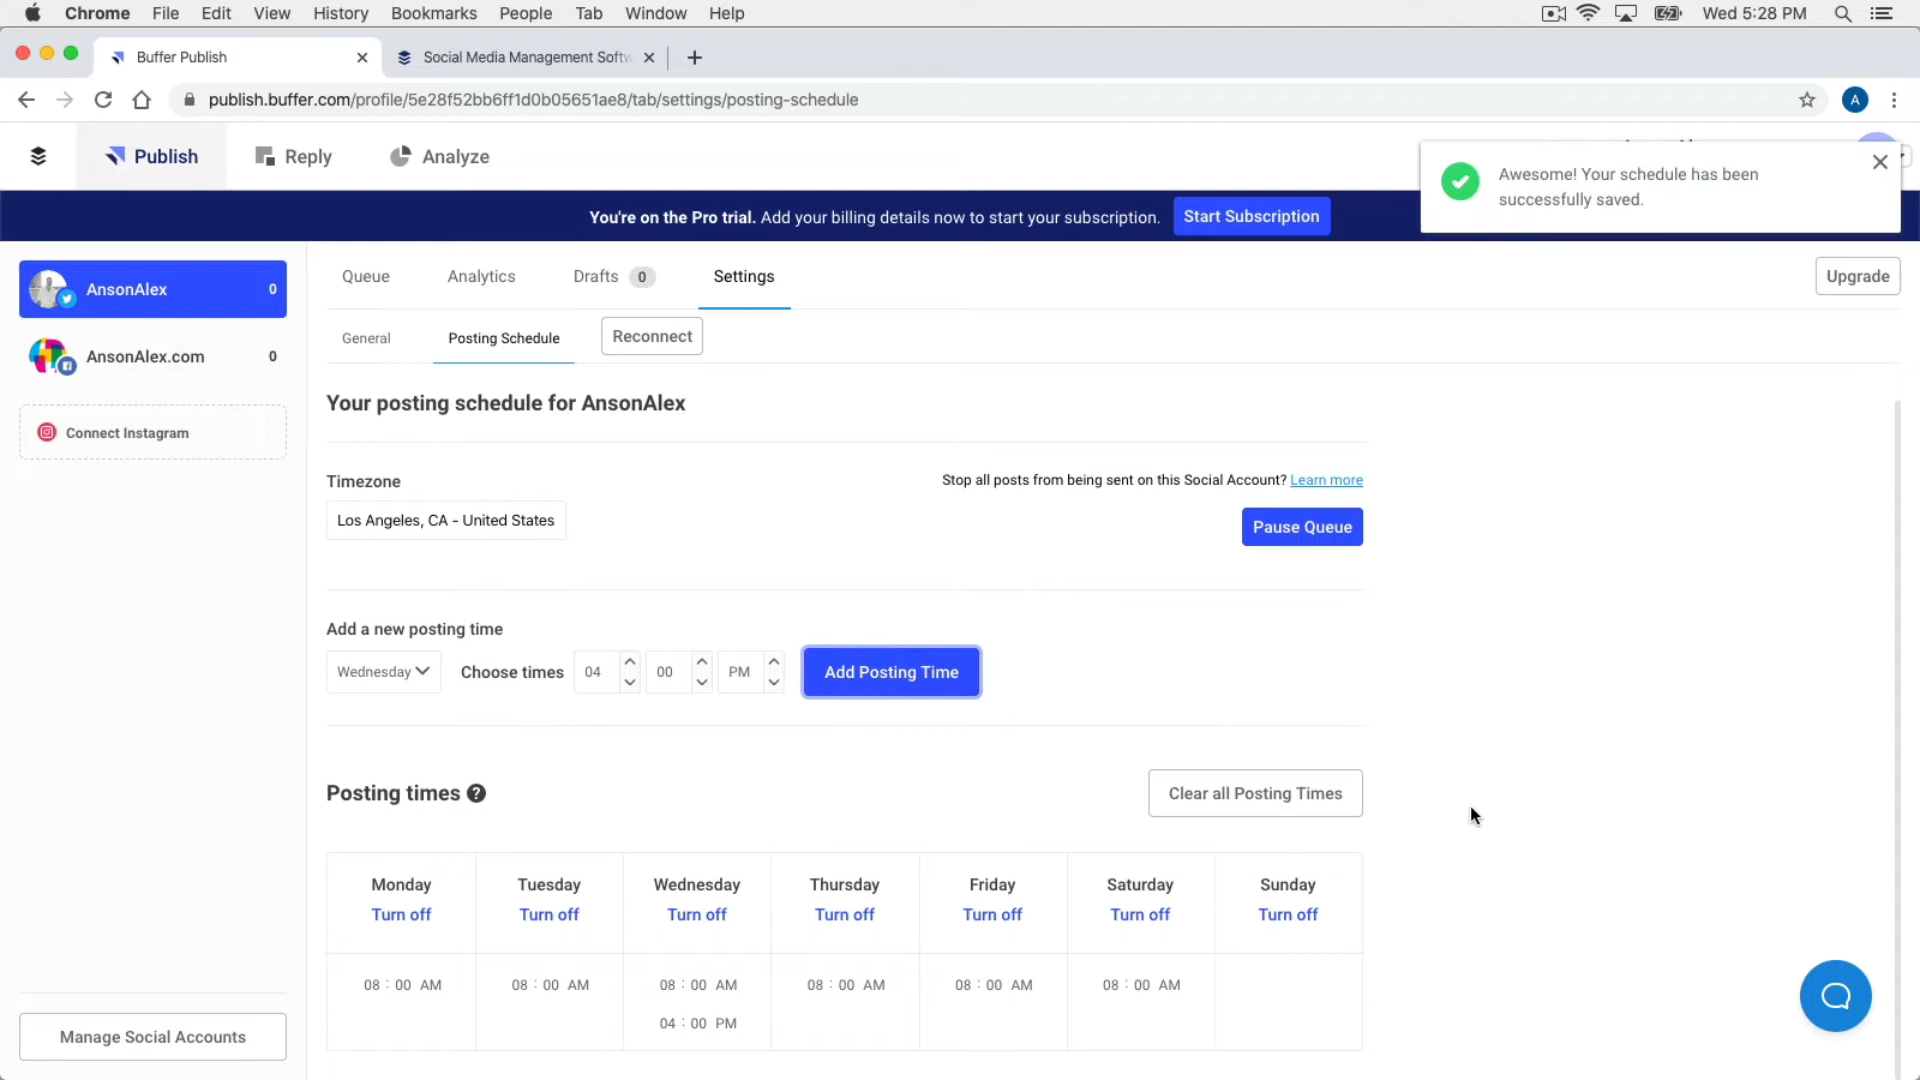 Chrome File Edit View History Bookmarks People Tab Window Help Wed 5:28 PM
Buffer Publish Social Media Management Softw
publish.buffer.com/profile/5e28f52bb6ff1d0b05651ae8/tab/settings/posting-schedule A
Publish Reply Analyze
Awesome! Your schedule has been
successfully saved.
You're on the Pro trial. Add your billing details now to start your subscription. Start Subscription
AnsonAlex 0
AnsonAlex.com 0
Connect Instagram
Manage Social Accounts
Queue Analytics Drafts 0 Settings Upgrade
General Posting Schedule Reconnect
Your posting schedule for AnsonAlex
Timezone
Los Angeles, CA - United States
Stop all posts from being sent on this Social Account? Learn more
Pause Queue
Add a new posting time
Wednesday Choose times 04 00 PM Add Posting Time
Posting times ? Clear all Posting Times
Monday Tuesday Wednesday Thursday Friday Saturday Sunday
Turn off Turn off Turn off Turn off Turn off Turn off Turn off
08 : 00 AM 08 : 00 AM 08 : 00 AM 08 : 00 AM 08 : 00 AM 08 : 00 AM
04 : 00 PM